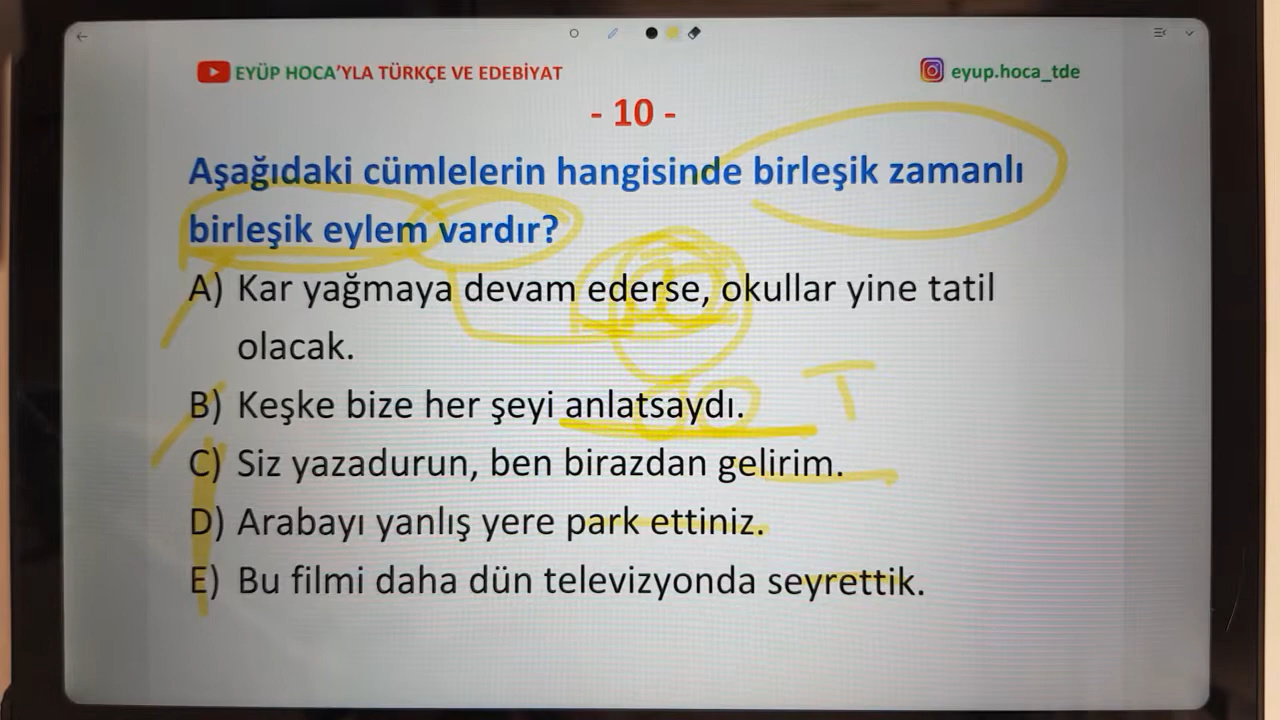 EYÜP HOCA'YLA TÜRKÇE VE EDEBİYAT
eyup.hoca_tde
- 10 -
Aşağıdaki cümlelerin hangisinde birleşik zamanlı
birleşik eylem vardır?
A) Kar yağmaya devam ederse, okullar yine tatil
olacak.
B) Keşke bize her şeyi anlatsaydı.
T
C) Siz yazadurun, ben birazdan gelirim.
D) Arabayı yanlış yere park ettiniz.
E) Bu filmi daha dün televizyonda seyrettik.